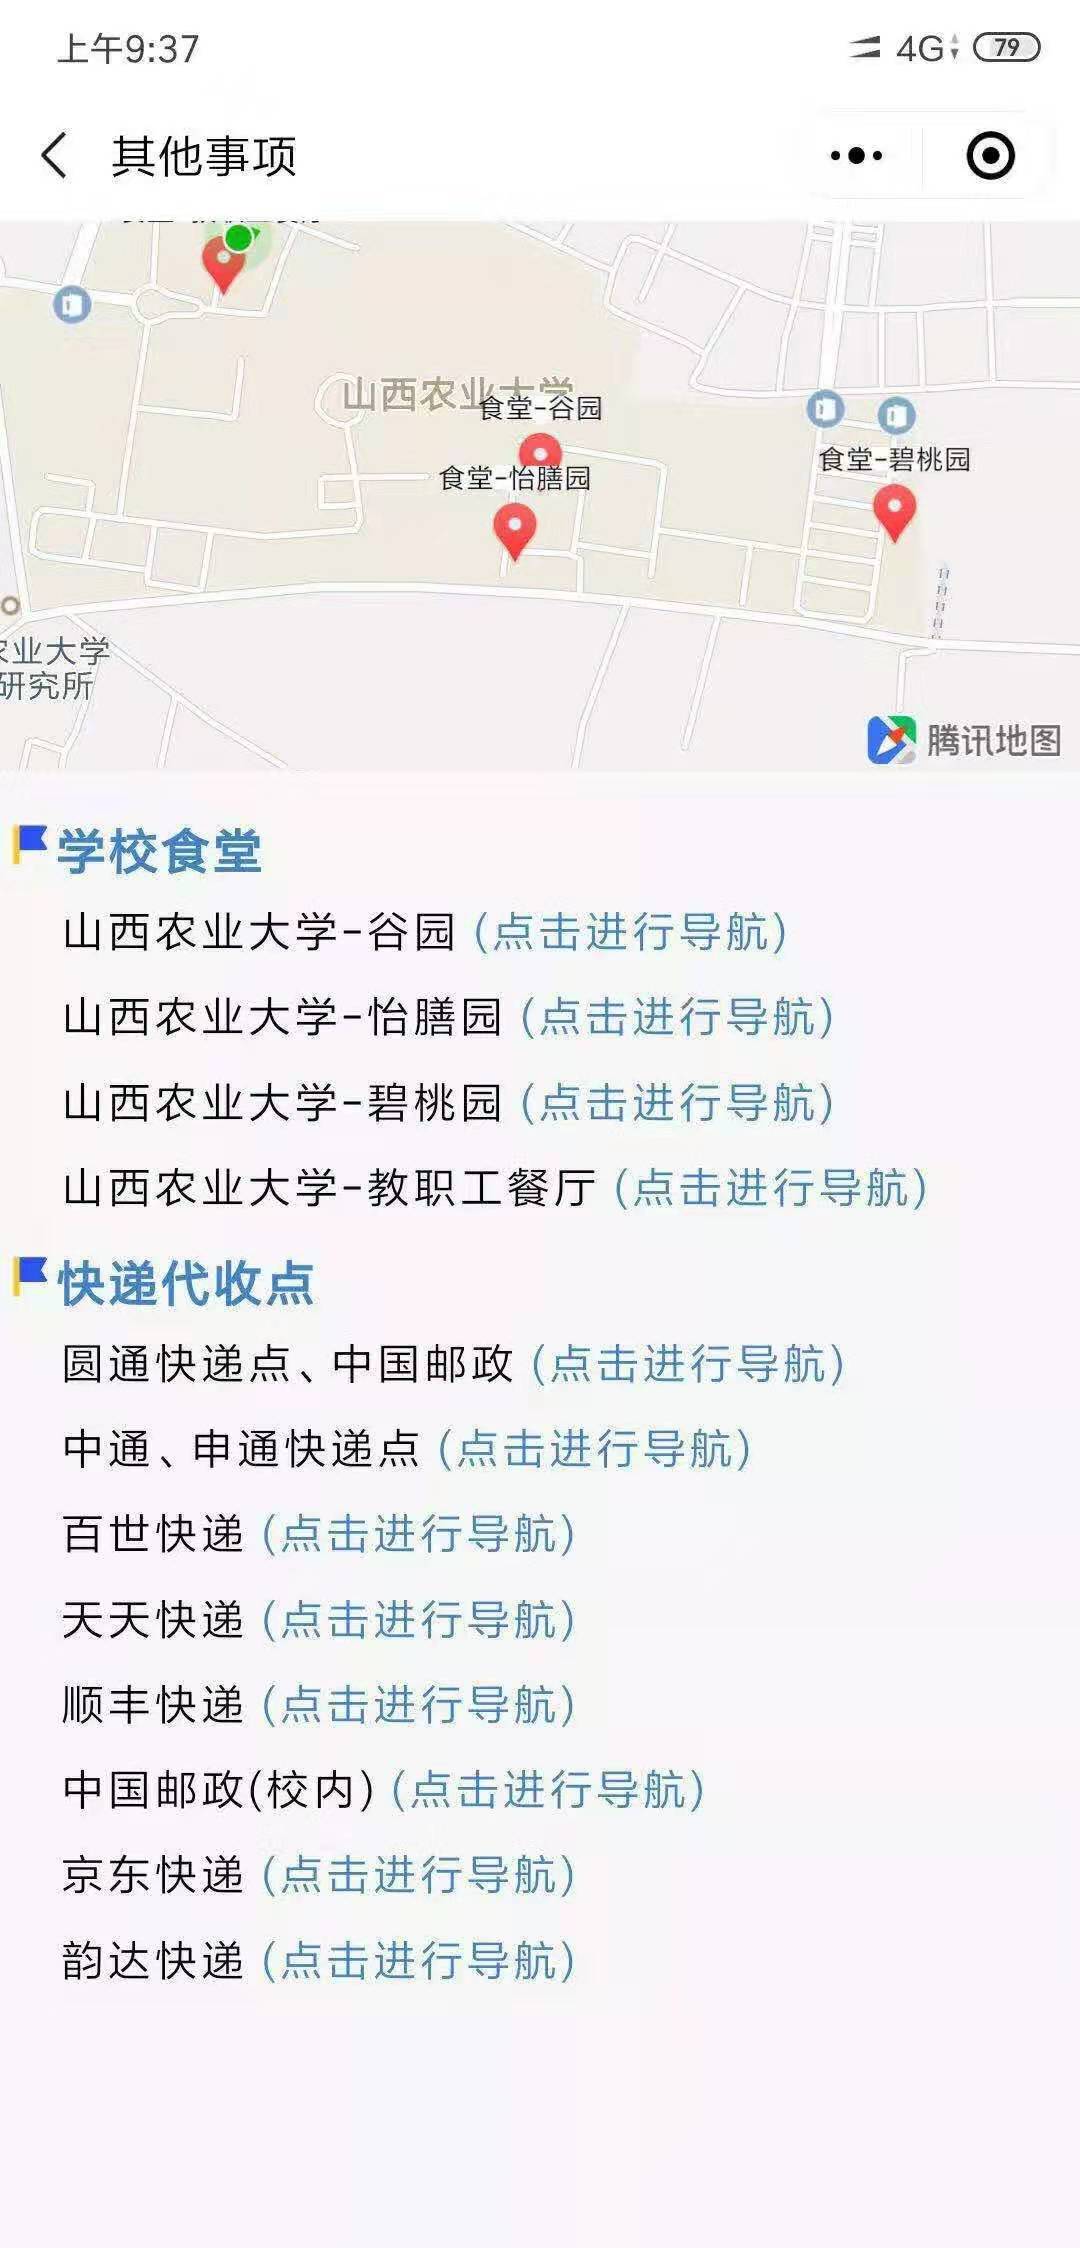 上午9:37
4G
79
其他事项
山西农业大学
食堂-谷园
食堂-怡膳园
食堂-碧桃园
农业大学
研究所
腾讯地图
学校食堂
山西农业大学-谷园 (点击进行导航)
山西农业大学-怡膳园 (点击进行导航)
山西农业大学-碧桃园 (点击进行导航)
山西农业大学-教职工餐厅 (点击进行导航)
快递代收点
圆通快递点、中国邮政 (点击进行导航)
中通、申通快递点 (点击进行导航)
百世快递 (点击进行导航)
天天快递 (点击进行导航)
顺丰快递 (点击进行导航)
中国邮政(校内) (点击进行导航)
京东快递 (点击进行导航)
韵达快递 (点击进行导航)